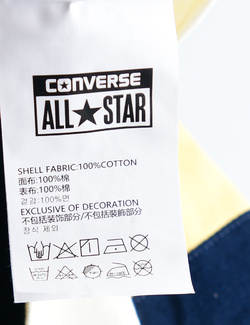 CONVERSE
ALL★STAR
SHELL FABRIC:100%COTTON
面布:100%棉
表布:100%棉
겉감:100%면
EXCLUSIVE OF DECORATION
不包括装饰部分/不包括裝飾部分
장식 제외